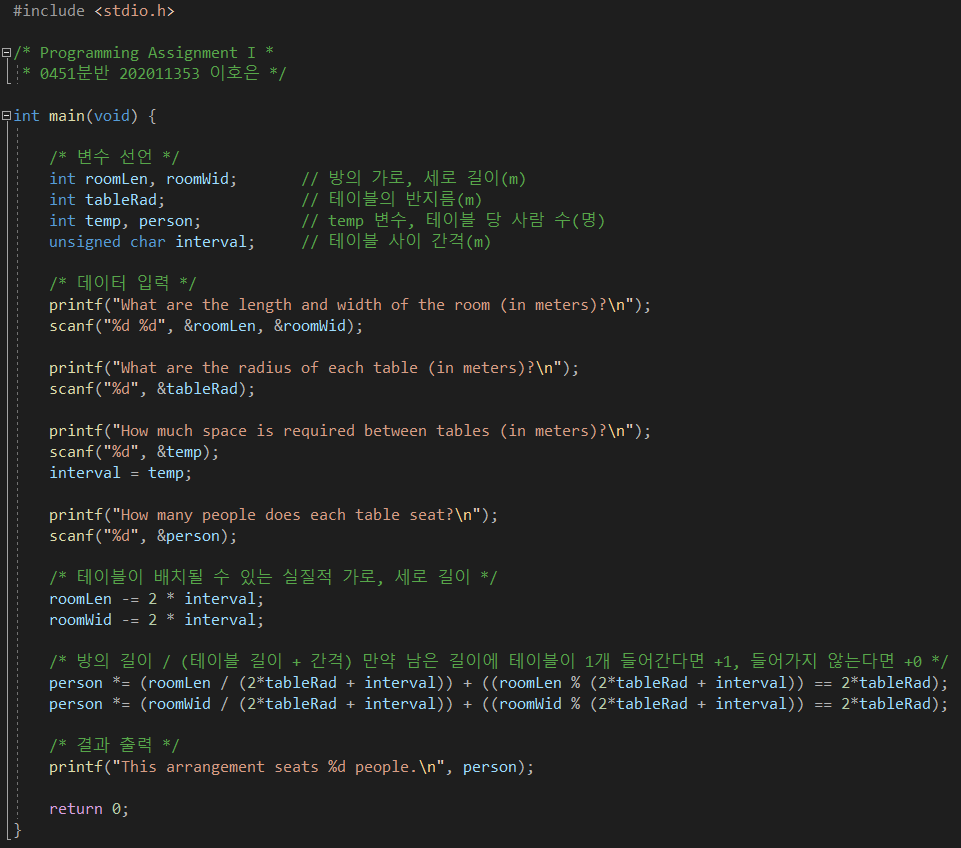 #include <stdio.h>
/* Programming Assignment I *
* 0451분반 202011353 이호은 */
int main(void) {
/* 변수 선언 */
int roomLen, roomWid; // 방의 가로, 세로 길이(m)
int tableRad; // 테이블의 반지름(m)
int temp, person; // temp 변수, 테이블 당 사람 수(명)
unsigned char interval; // 테이블 사이 간격(m)
/* 데이터 입력 */
printf("What are the length and width of the room (in meters)?\n");
scanf("%d %d", &roomLen, &roomWid);
printf("What are the radius of each table (in meters)?\n");
scanf("%d", &tableRad);
printf("How much space is required between tables (in meters)?\n");
scanf("%d", &temp);
interval = temp;
printf("How many people does each table seat?\n");
scanf("%d", &person);
/* 테이블이 배치될 수 있는 실질적 가로, 세로 길이 */
roomLen -= 2 * interval;
roomWid -= 2 * interval;
/* 방의 길이 / (테이블 길이 + 간격) 만약 남은 길이에 테이블이 1개 들어간다면 +1, 들어가지 않는다면 +0 */
person *= (roomLen / (2*tableRad + interval)) + ((roomLen % (2*tableRad + interval)) == 2*tableRad);
person *= (roomWid / (2*tableRad + interval)) + ((roomWid % (2*tableRad + interval)) == 2*tableRad);
/* 결과 출력 */
printf("This arrangement seats %d people.\n", person);
return 0;
}